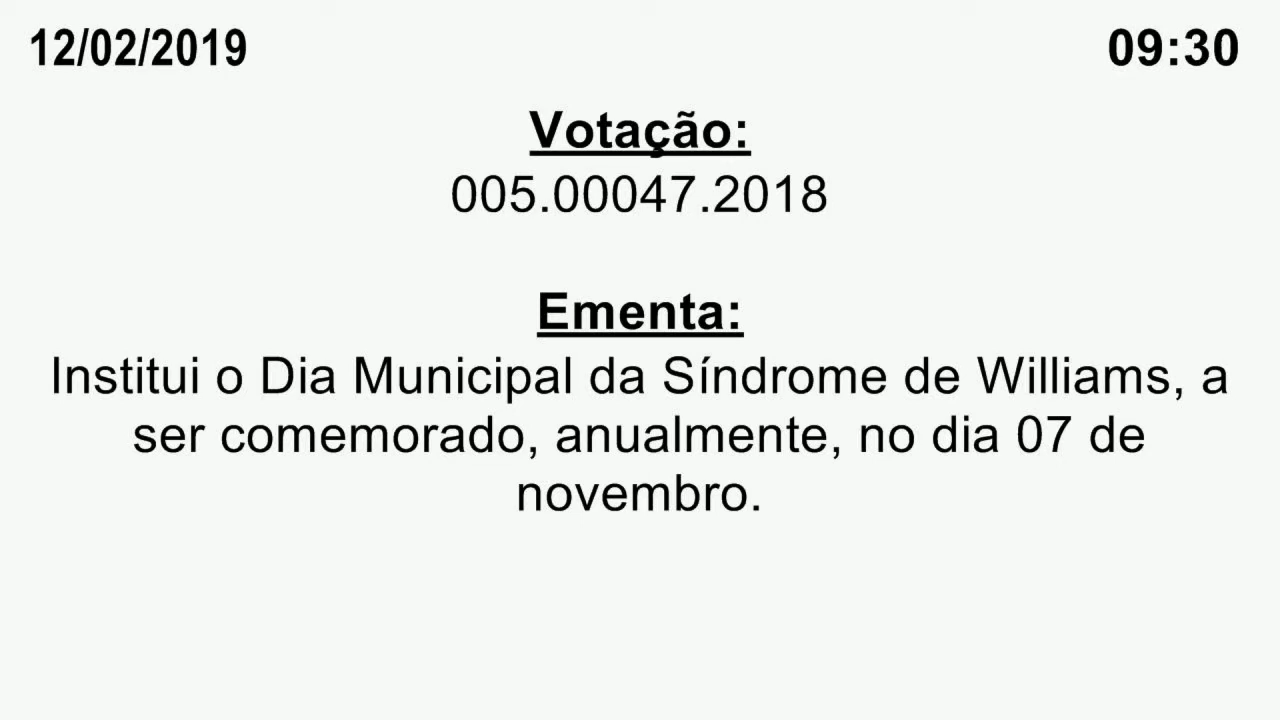 12/02/2019 09:30
Votação:
005.00047.2018
Ementa:
Institui o Dia Municipal da Síndrome de Williams, a
ser comemorado, anualmente, no dia 07 de
novembro.